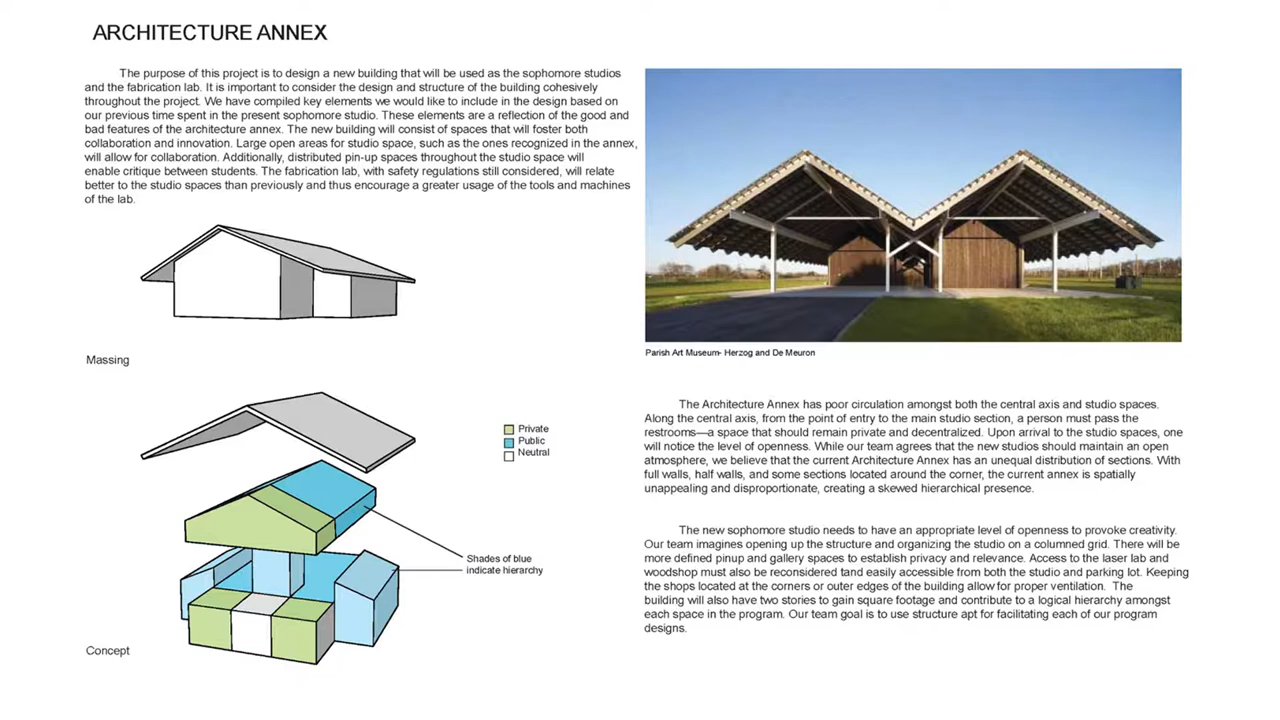 ARCHITECTURE ANNEX
The purpose of this project is to design a new building that will be used as the sophomore studios
and the fabrication lab. It is important to consider the design and structure of the building cohesively
throughout the project. We have compiled key elements we would like to include in the design based on
our previous time spent in the present sophomore studio. These elements are a reflection of the good and
bad features of the architecture annex. The new building will consist of spaces that will foster both
collaboration and innovation. Large open areas for studio space, such as the ones recognized in the annex,
will allow for collaboration. Additionally, distributed pin-up spaces throughout the studio space will
enable critique between students. The fabrication lab, with safety regulations still considered, will relate
better to the studio spaces than previously and thus encourage a greater usage of the tools and machines
of the lab.
Massing
Private
Public
Neutral
Shades of blue
indicate hierarchy
Concept
Parish Art Museum- Herzog and De Meuron
The Architecture Annex has poor circulation amongst both the central axis and studio spaces.
Along the central axis, from the point of entry to the main studio section, a person must pass the
restrooms—a space that should remain private and decentralized. Upon arrival to the studio spaces, one
will notice the level of openness. While our team agrees that the new studios should maintain an open
atmosphere, we believe that the current Architecture Annex has an unequal distribution of sections. With
full walls, half walls, and some sections located around the corner, the current annex is spatially
unappealing and disproportionate, creating a skewed hierarchical presence.
The new sophomore studio needs to have an appropriate level of openness to provoke creativity.
Our team imagines opening up the structure and organizing the studio on a columned grid. There will be
more defined pinup and gallery spaces to establish privacy and relevance. Access to the laser lab and
woodshop must also be reconsidered tand easily accessible from both the studio and parking lot. Keeping
the shops located at the corners or outer edges of the building allow for proper ventilation. The
building will also have two stories to gain square footage and contribute to a logical hierarchy amongst
each space in the program. Our team goal is to use structure apt for facilitating each of our program
designs.